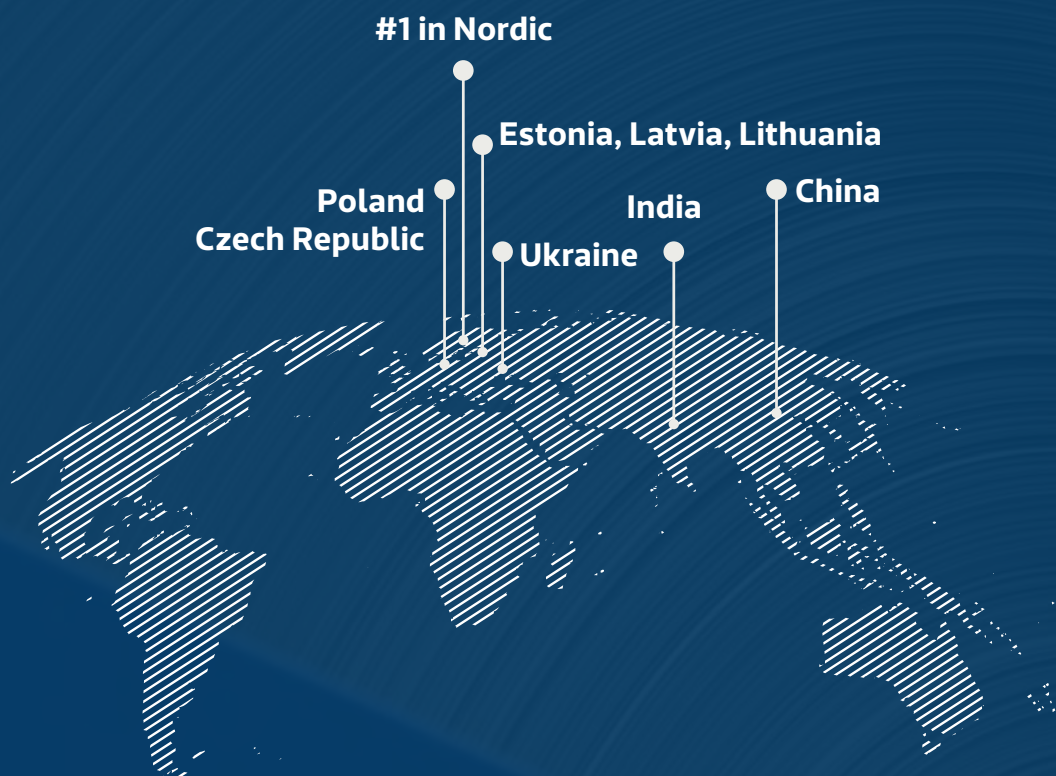 #1 in Nordic
Estonia, Latvia, Lithuania
Poland
Czech Republic
India
China
Ukraine